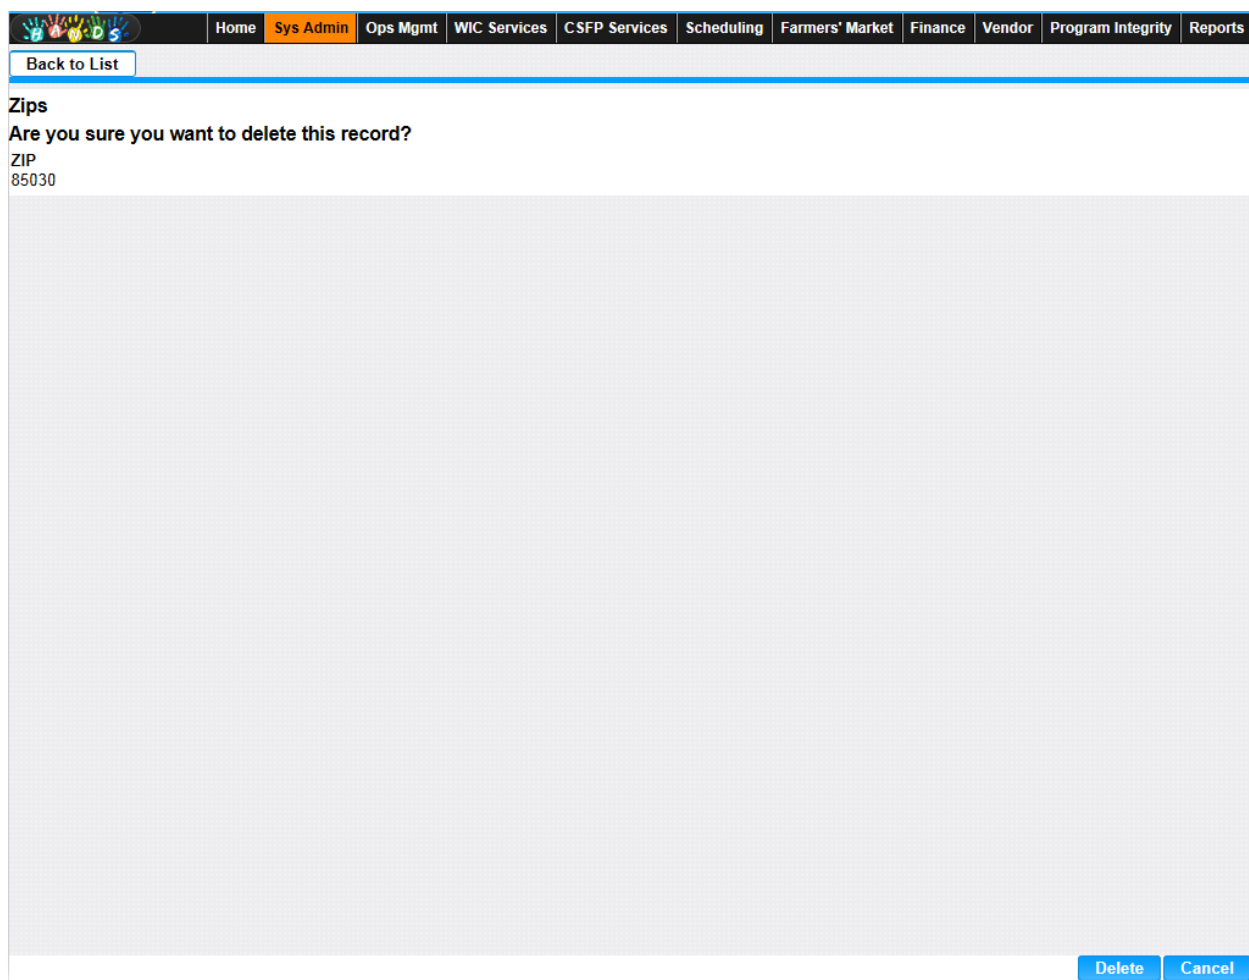 HANDS Home Sys Admin Ops Mgmt WIC Services CSFP Services Scheduling Farmers' Market Finance Vendor Program Integrity Reports
Back to List
Zips
Are you sure you want to delete this record?
ZIP
85030
Delete Cancel